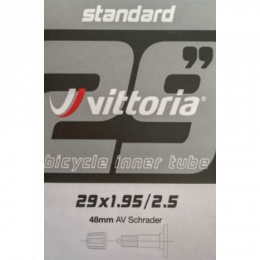 standard
29”
vittoria®
bicycle inner tube
29x1.95/2.5
48mm AV Schrader